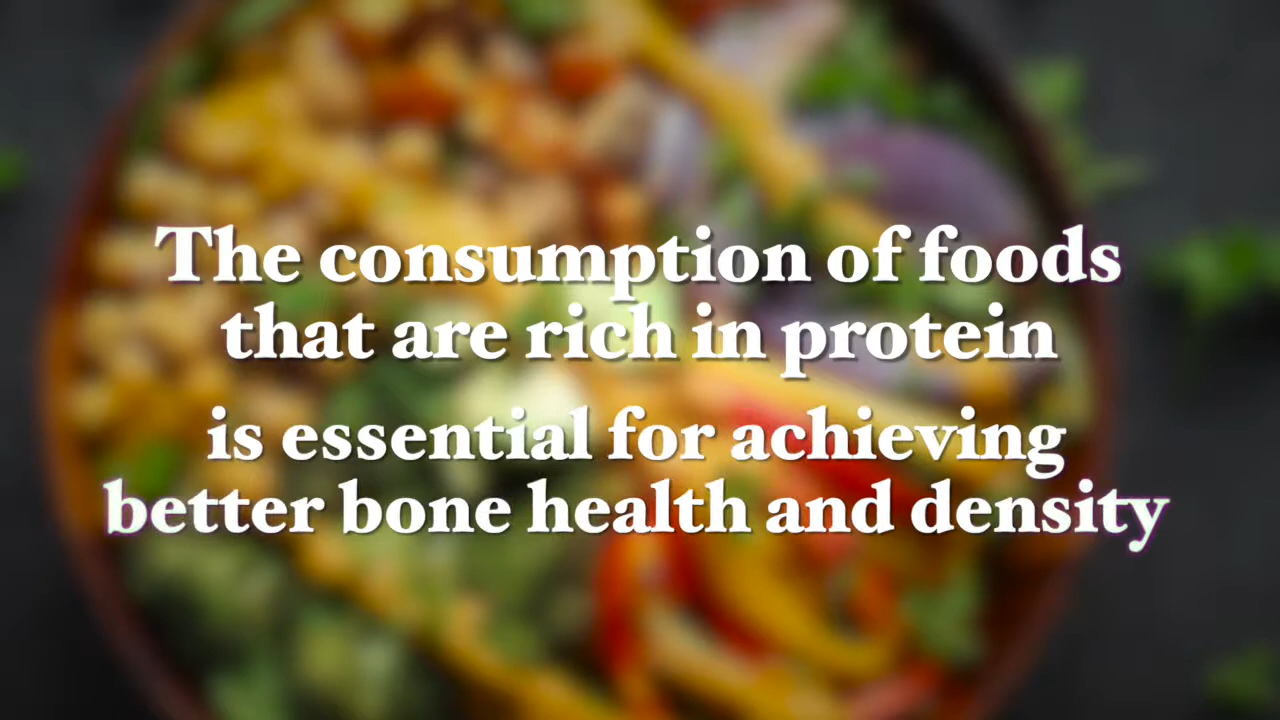 The consumption of foods
that are rich in protein
is essential for achieving
better bone health and density